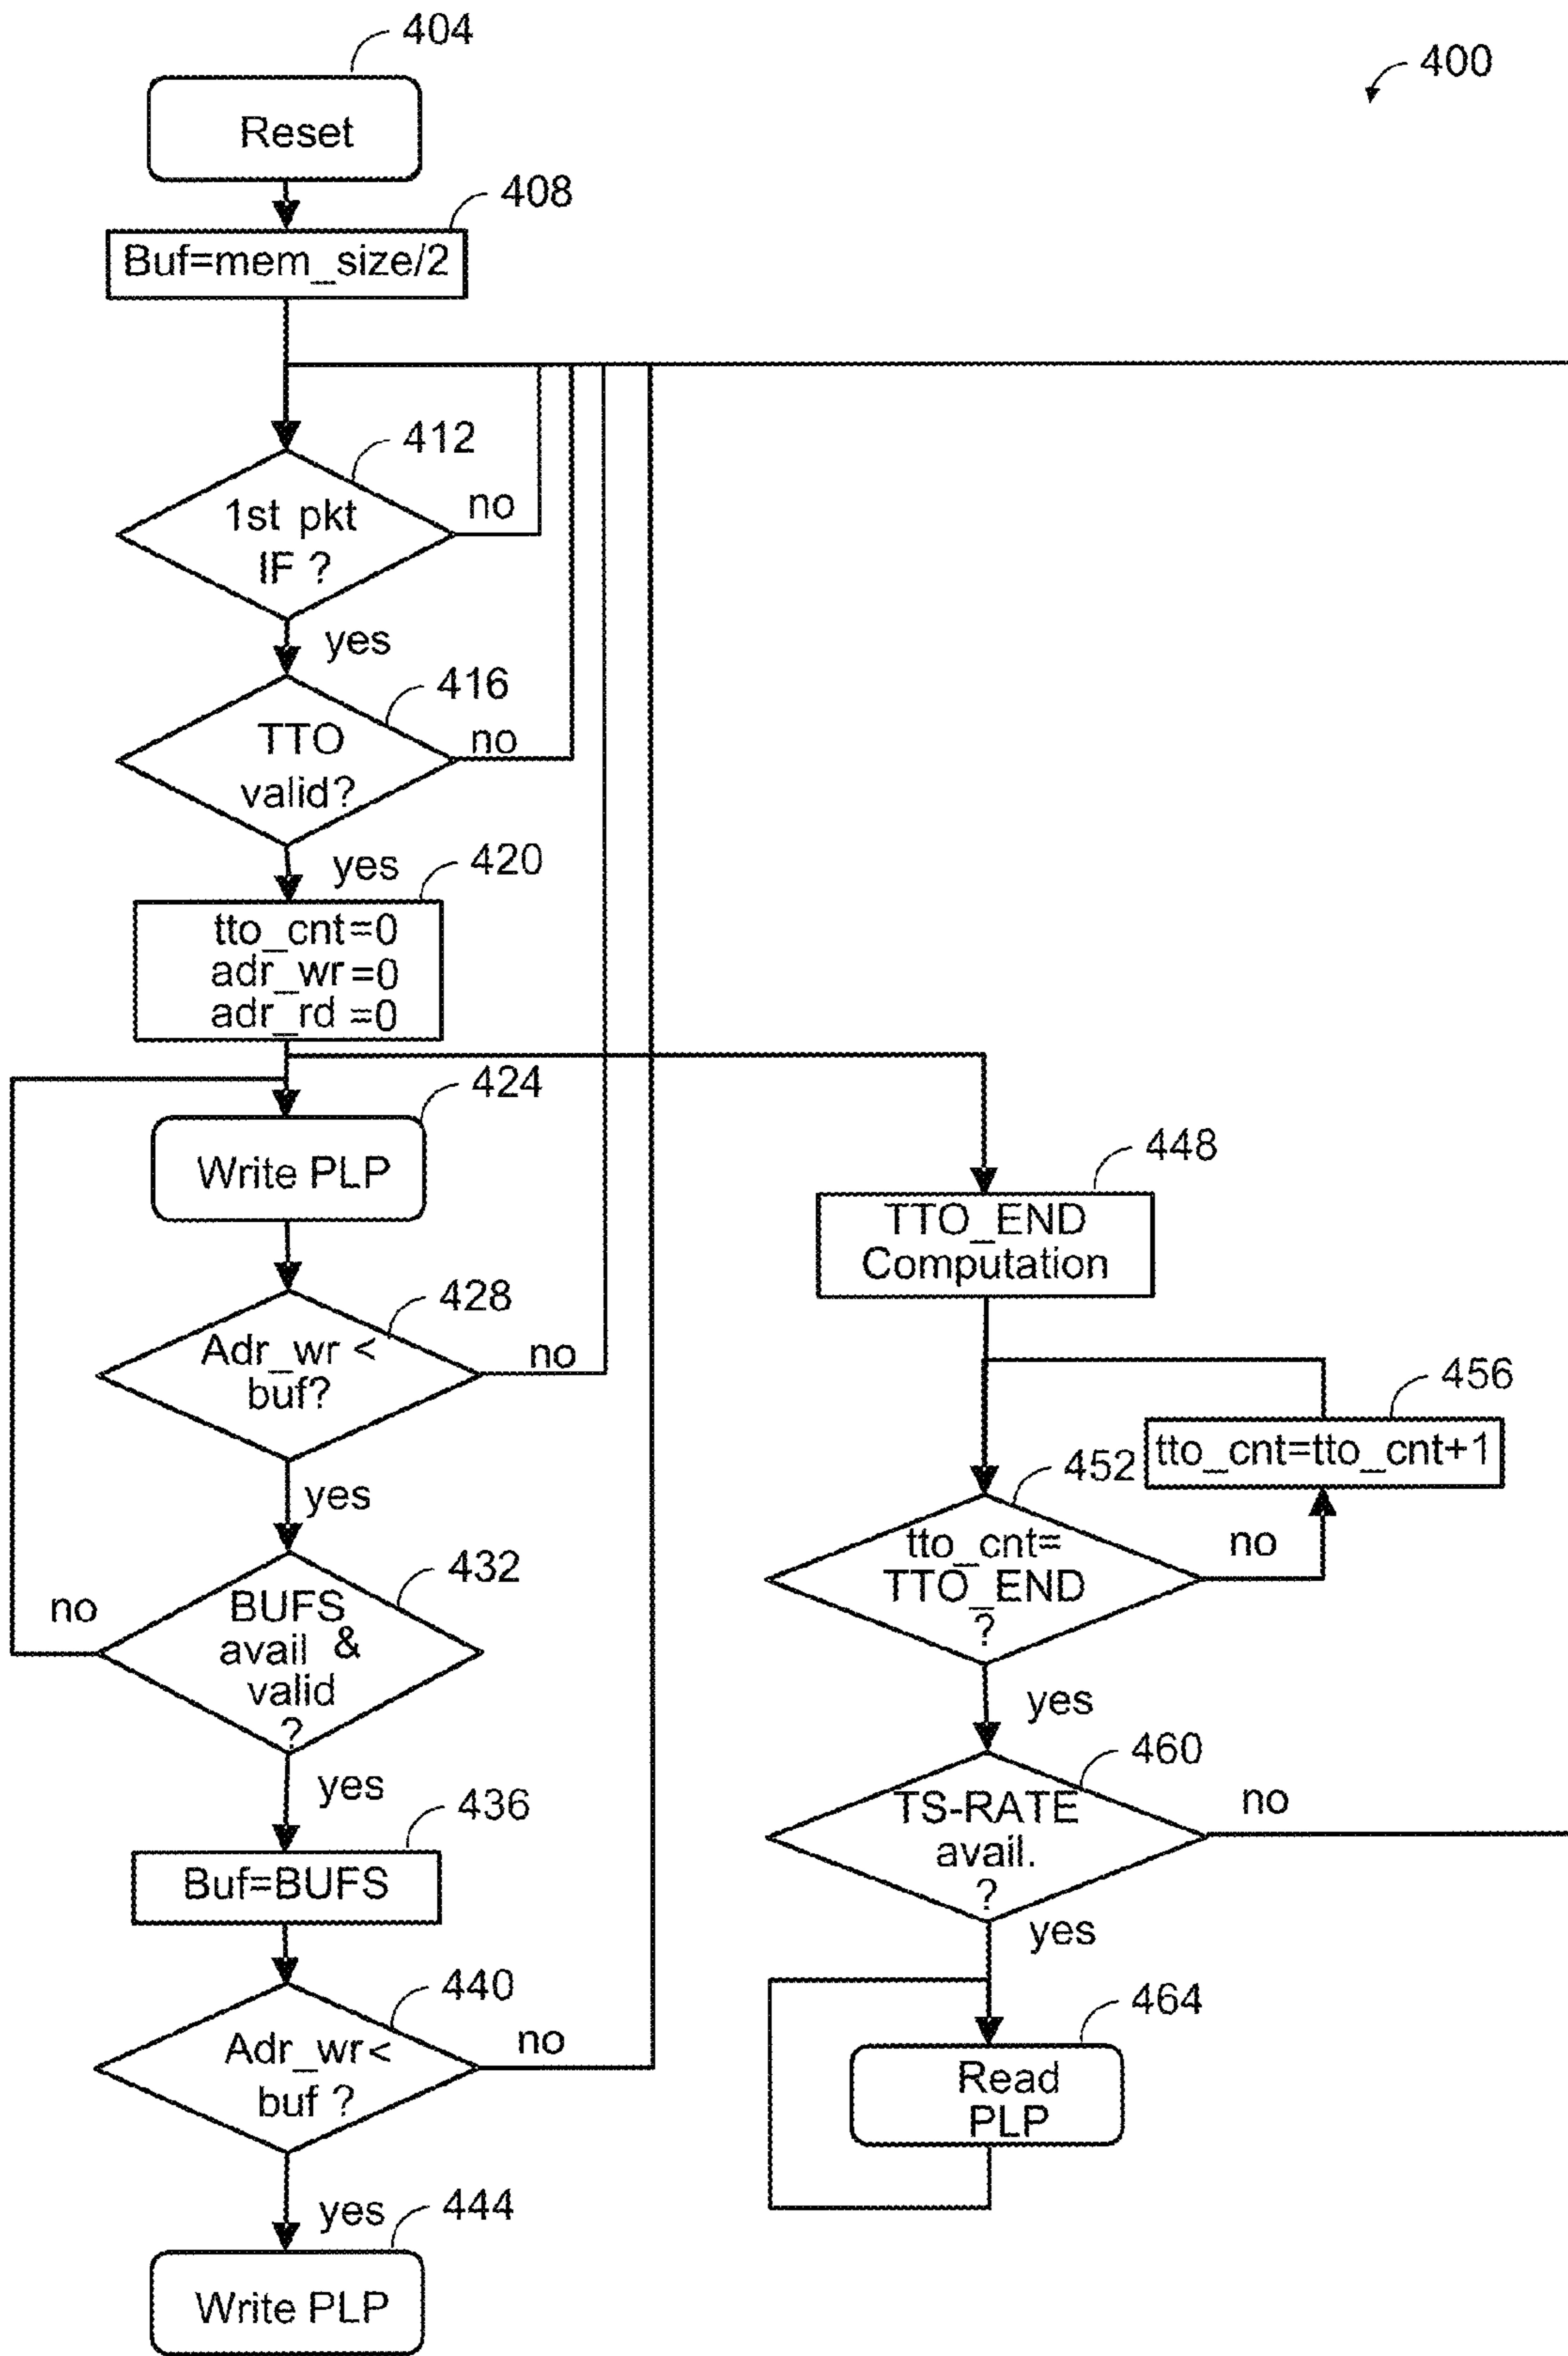 404
400
Reset
408
Buf=mem_size/2
412
1st pkt
IF ?
no
yes
416
TTO
valid?
no
yes
420
tto_cnt=0
adr_wr=0
adr_rd =0
424
Write PLP
428
Adr_wr <
buf?
no
yes
432
BUFS
avail &
valid
?
no
yes
436
Buf=BUFS
440
Adr_wr<
buf ?
no
yes
444
Write PLP
448
TTO_END
Computation
456
tto_cnt=tto_cnt+1
452
tto_cnt=
TTO_END
?
no
yes
460
TS-RATE
avail.
?
no
yes
464
Read
PLP